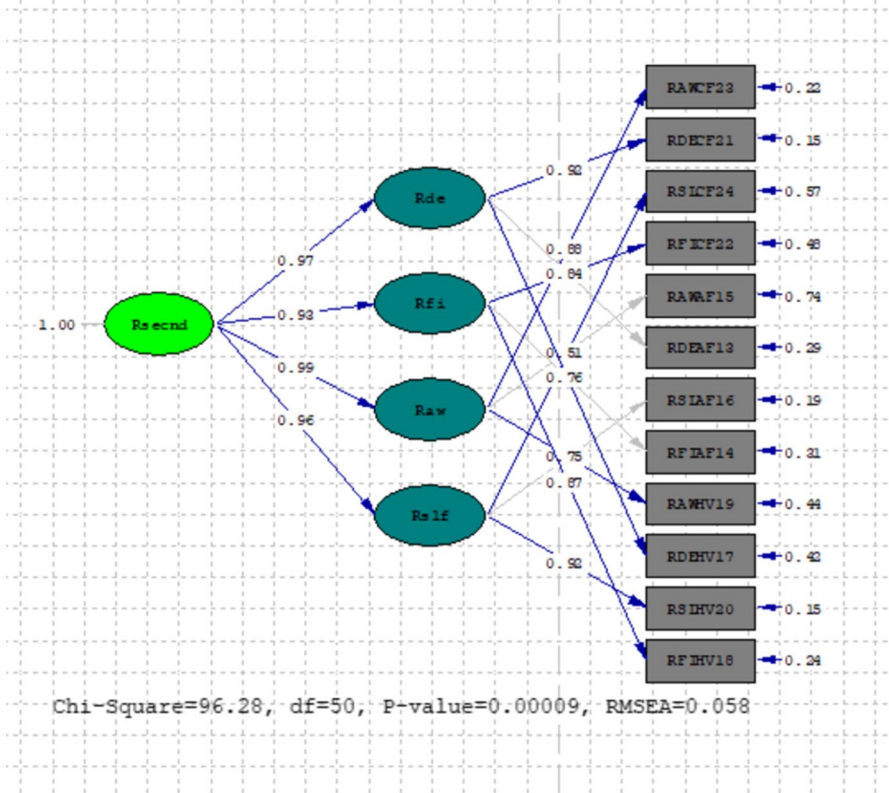 RAWCF23
0.22
RDECF21
0.15
0.92
RSICF24
0.57
Rde
RFICF22
0.48
0.88
0.97
0.84
RAWAF15
0.74
Rfi
0.93
1.00
Rsecnd
RDEAF13
0.29
0.51
0.99
0.76
RSIAF16
0.19
Raw
0.96
RFIAF14
0.31
0.75
0.87
RAWHV19
0.44
Rslf
RDEHV17
0.42
0.92
RSIHV20
0.15
RFIHV18
0.24
Chi-Square=96.28, df=50, P-value=0.00009, RMSEA=0.058